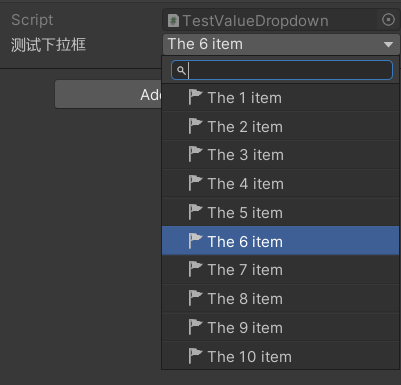 Script
TestValueDropdown
测试下拉框
The 6 item
The 1 item
The 2 item
The 3 item
The 4 item
The 5 item
The 6 item
The 7 item
The 8 item
The 9 item
The 10 item
Ad